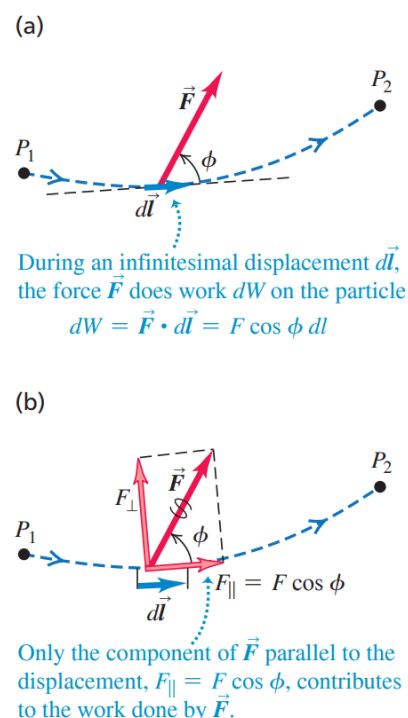 (a)
F⃗
P₂
P₁
ϕ
dl⃗
During an infinitesimal displacement dl⃗,
the force F⃗ does work dW on the particle
dW = F⃗ • dl⃗ = F cos ϕ dl
(b)
F⃗
P₂
F⊥
P₁
ϕ
F∥ = F cos ϕ
dl⃗
Only the component of F⃗ parallel to the
displacement, F∥ = F cos ϕ, contributes
to the work done by F⃗.